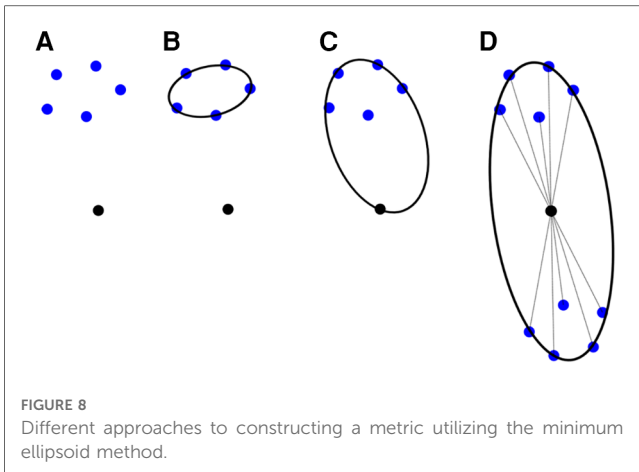 A B C D
FIGURE 8
Different approaches to constructing a metric utilizing the minimum
ellipsoid method.